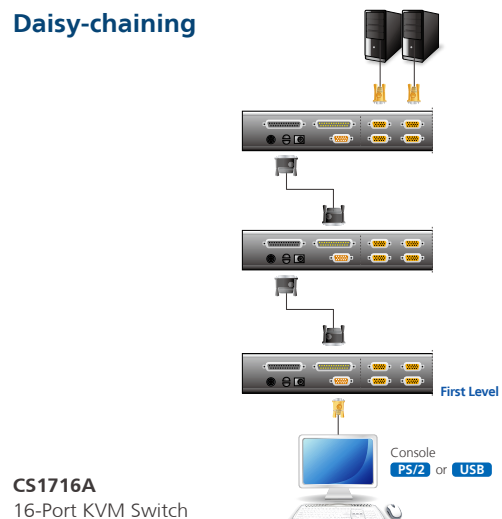 Daisy-chaining
First Level
Console
PS/2 or USB
CS1716A
16-Port KVM Switch